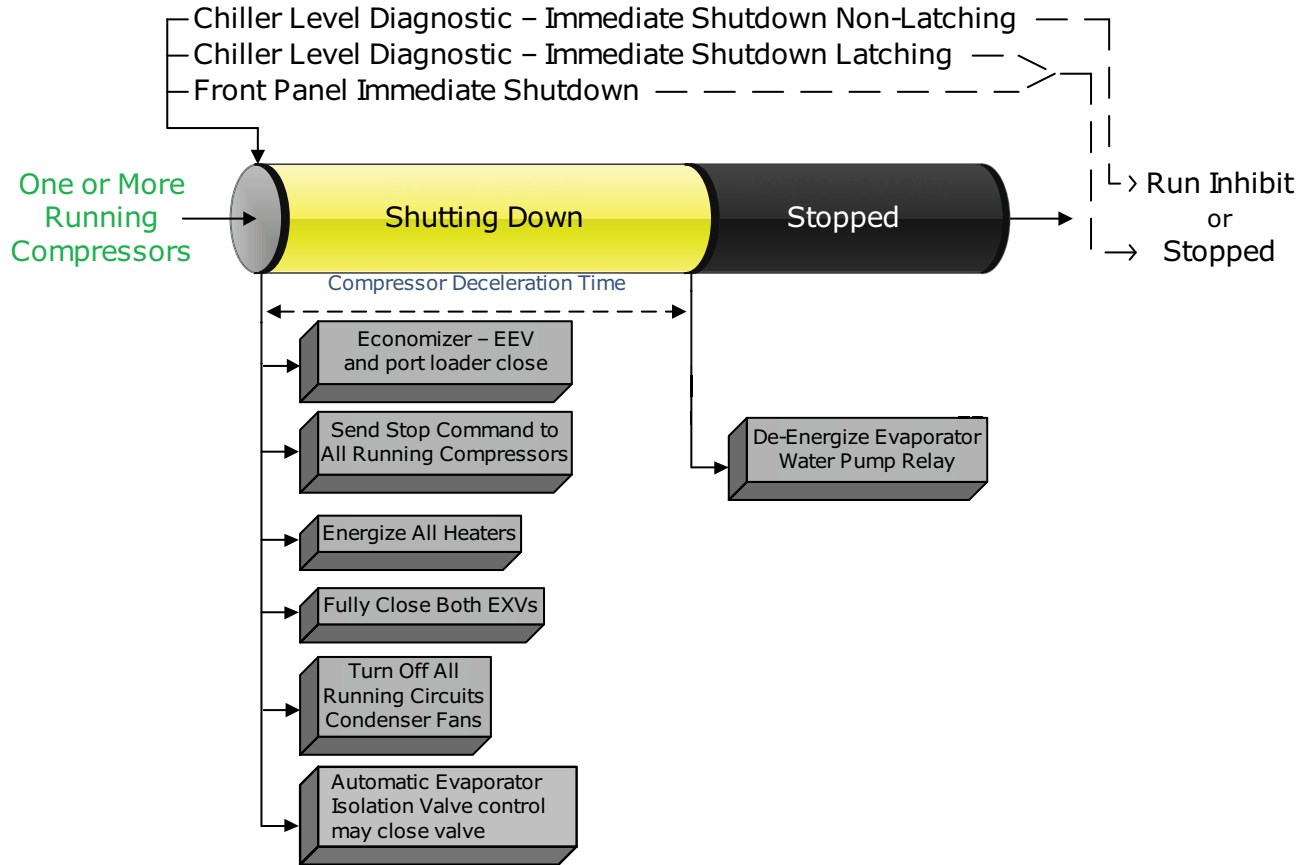 Chiller Level Diagnostic – Immediate Shutdown Non-Latching
Chiller Level Diagnostic – Immediate Shutdown Latching
Front Panel Immediate Shutdown
One or More
Running
Compressors
Shutting Down
Stopped
Run Inhibit
or
Stopped
Compressor Deceleration Time
Economizer – EEV
and port loader close
Send Stop Command to
All Running Compressors
De-Energize Evaporator
Water Pump Relay
Energize All Heaters
Fully Close Both EXVs
Turn Off All
Running Circuits
Condenser Fans
Automatic Evaporator
Isolation Valve control
may close valve